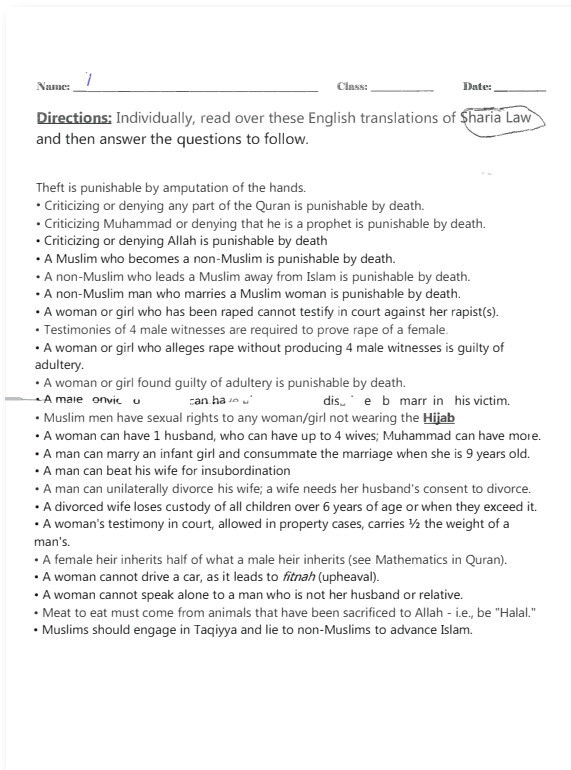 Name: / Class: Date:
Directions: Individually, read over these English translations of Sharia Law
and then answer the questions to follow.
Theft is punishable by amputation of the hands.
• Criticizing or denying any part of the Quran is punishable by death.
• Criticizing Muhammad or denying that he is a prophet is punishable by death.
• Criticizing or denying Allah is punishable by death
• A Muslim who becomes a non-Muslim is punishable by death.
• A non-Muslim who leads a Muslim away from Islam is punishable by death.
• A non-Muslim man who marries a Muslim woman is punishable by death.
• A woman or girl who has been raped cannot testify in court against her rapist(s).
• Testimonies of 4 male witnesses are required to prove rape of a female.
• A woman or girl who alleges rape without producing 4 male witnesses is guilty of
adultery.
• A woman or girl found guilty of adultery is punishable by death.
• A male can his victim.
• Muslim men have sexual rights to any woman/girl not wearing the Hijab
• A woman can have 1 husband, who can have up to 4 wives; Muhammad can have more.
• A man can marry an infant girl and consummate the marriage when she is 9 years old.
• A man can beat his wife for insubordination
• A man can unilaterally divorce his wife; a wife needs her husband's consent to divorce.
• A divorced wife loses custody of all children over 6 years of age or when they exceed it.
• A woman's testimony in court, allowed in property cases, carries ½ the weight of a
man's.
• A female heir inherits half of what a male heir inherits (see Mathematics in Quran).
• A woman cannot drive a car, as it leads to fitnah (upheaval).
• A woman cannot speak alone to a man who is not her husband or relative.
• Meat to eat must come from animals that have been sacrificed to Allah - i.e., be "Halal."
• Muslims should engage in Taqiyya and lie to non-Muslims to advance Islam.